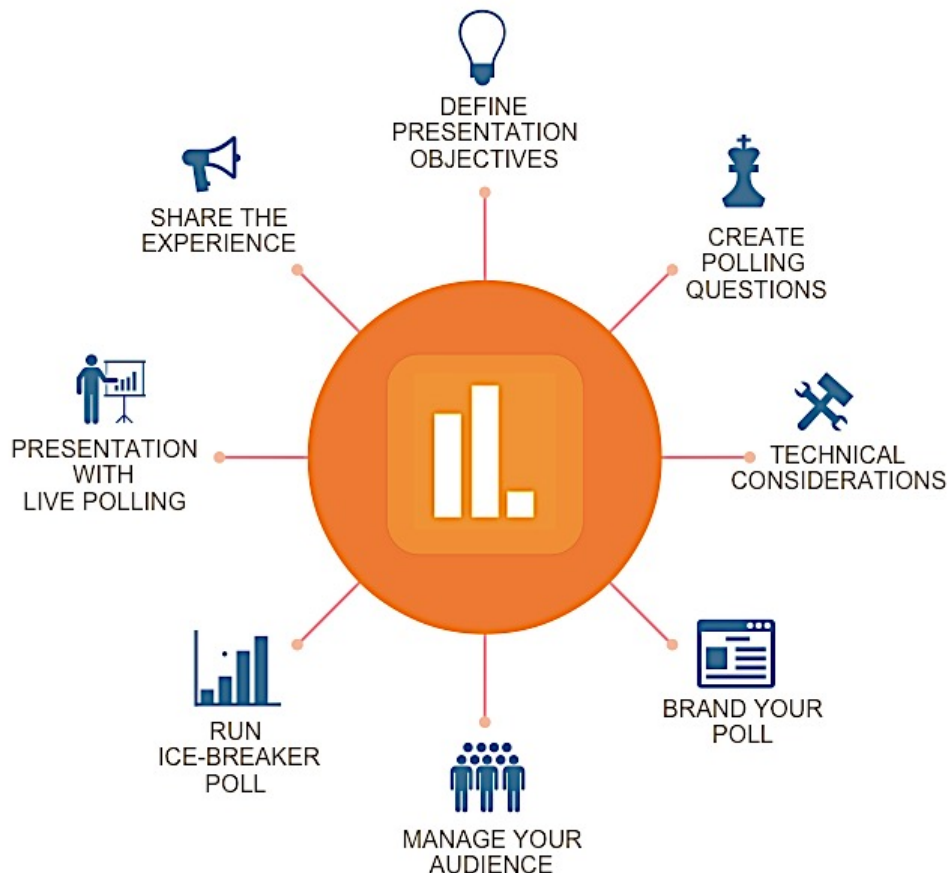 DEFINE
PRESENTATION
OBJECTIVES
CREATE
POLLING
QUESTIONS
TECHNICAL
CONSIDERATIONS
BRAND YOUR
POLL
MANAGE YOUR
AUDIENCE
RUN
ICE-BREAKER
POLL
PRESENTATION
WITH
LIVE POLLING
SHARE THE
EXPERIENCE